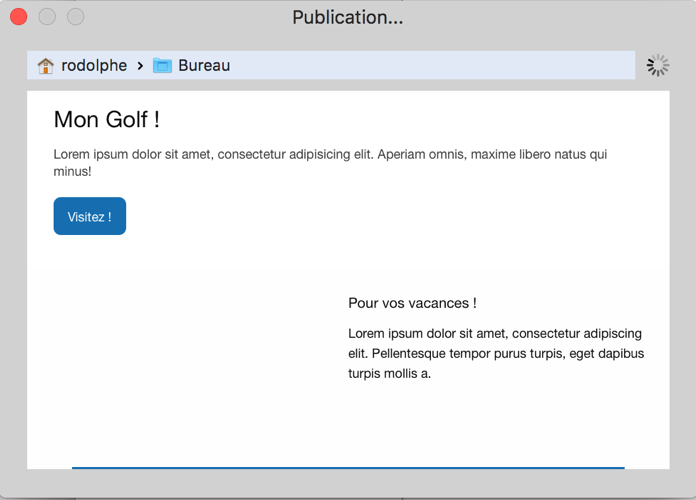 Publication...
rodolphe › Bureau
Mon Golf !
Lorem ipsum dolor sit amet, consectetur adipisicing elit. Aperiam omnis, maxime libero natus qui
minus!
Visitez !
Pour vos vacances !
Lorem ipsum dolor sit amet, consectetur adipiscing
elit. Pellentesque tempor purus turpis, eget dapibus
turpis mollis a.